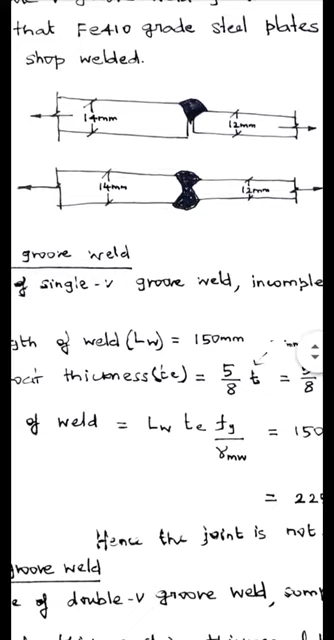 that Fe410 grade steel plates
shop welded.
14mm
12mm
14mm
12mm
groove weld
of single-v groove weld, incomple
gth of weld (Lw) = 150mm
oat thickness (te) = 5/8 t = 5/8
of weld = Lw te fy/γmw = 150
= 225
Hence the joint is not
groove weld
e of double-v groove weld,